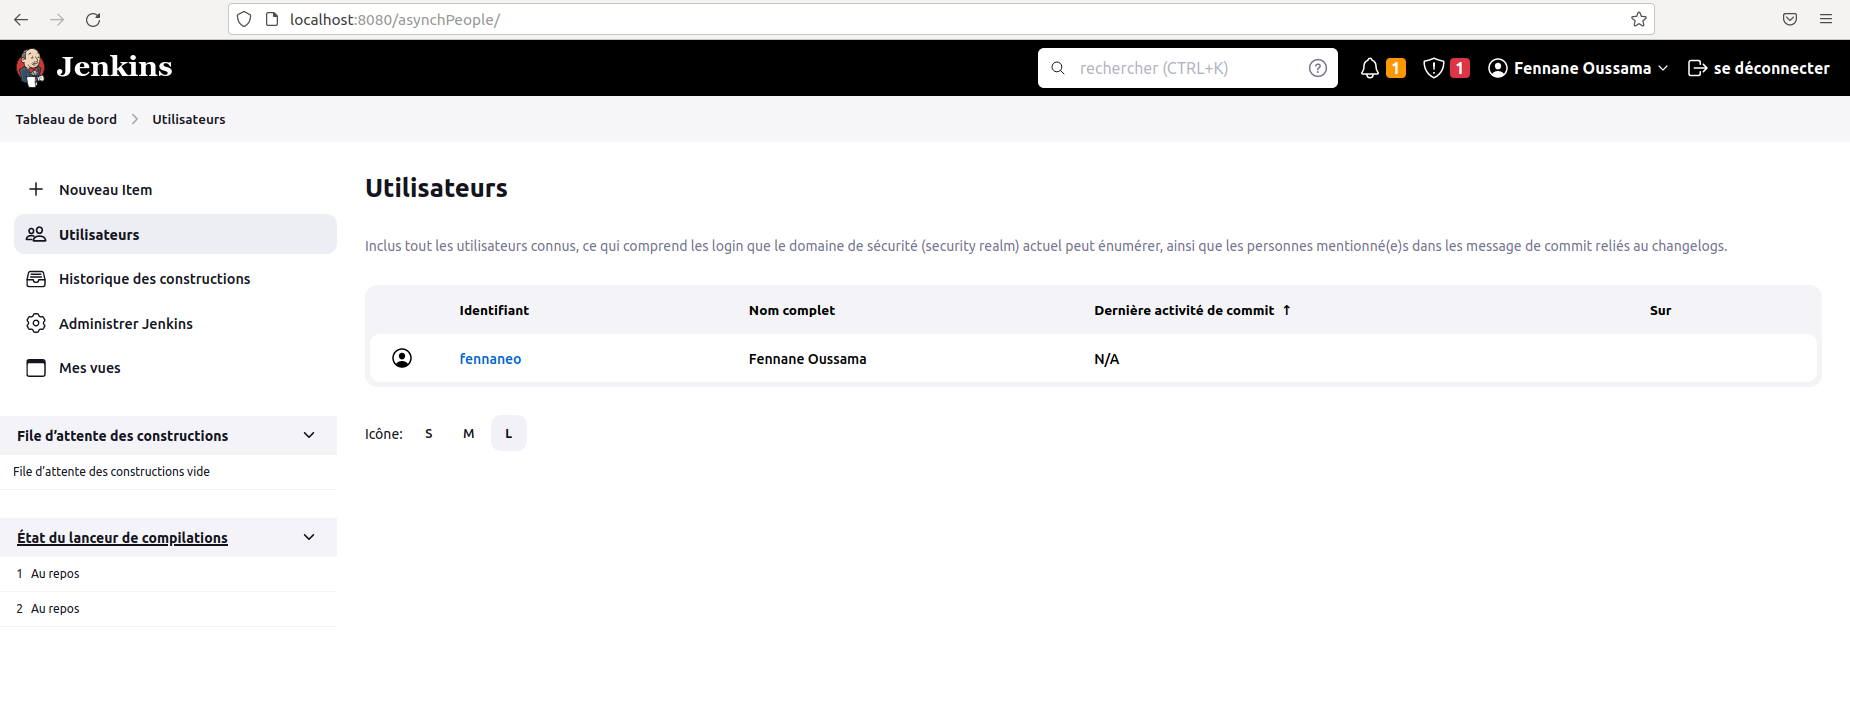 localhost:8080/asynchPeople/
Jenkins
rechercher (CTRL+K) ?
1
1
Fennane Oussama
se déconnecter
Tableau de bord > Utilisateurs
Nouveau Item
Utilisateurs
Historique des constructions
Administrer Jenkins
Mes vues
File d’attente des constructions
File d’attente des constructions vide
État du lanceur de compilations
1 Au repos
2 Au repos
Utilisateurs
Inclus tout les utilisateurs connus, ce qui comprend les login que le domaine de sécurité (security realm) actuel peut énumérer, ainsi que les personnes mentionné(e)s dans les message de commit reliés au changelogs.
Identifiant Nom complet Dernière activité de commit ↑ Sur
fennaneo Fennane Oussama N/A
Icône: S M L